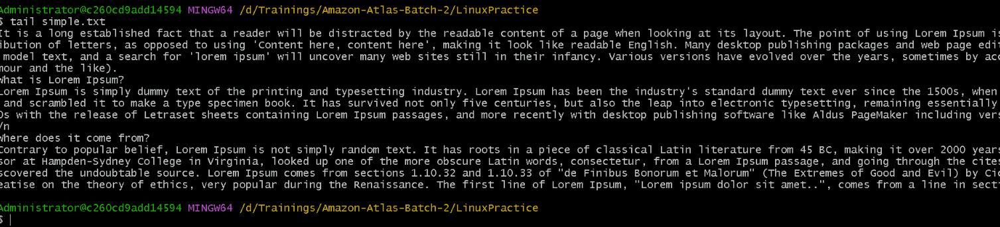 Administrator@c260cd9add14594 MINGW64 /d/Trainings/Amazon-Atlas-Batch-2/LinuxPractice
$ tail simple.txt
It is a long established fact that a reader will be distracted by the readable content of a page when looking at its layout. The point of using Lorem Ipsum is
ibution of letters, as opposed to using 'Content here, content here', making it look like readable English. Many desktop publishing packages and web page edit
model text, and a search for 'lorem ipsum' will uncover many web sites still in their infancy. Various versions have evolved over the years, sometimes by acc
mour and the like).
What is Lorem Ipsum?
Lorem Ipsum is simply dummy text of the printing and typesetting industry. Lorem Ipsum has been the industry's standard dummy text ever since the 1500s, when
and scrambled it to make a type specimen book. It has survived not only five centuries, but also the leap into electronic typesetting, remaining essentially
0s with the release of Letraset sheets containing Lorem Ipsum passages, and more recently with desktop publishing software like Aldus PageMaker including vers
/n
Where does it come from?
Contrary to popular belief, Lorem Ipsum is not simply random text. It has roots in a piece of classical Latin literature from 45 BC, making it over 2000 years
sor at Hampden-Sydney College in Virginia, looked up one of the more obscure Latin words, consectetur, from a Lorem Ipsum passage, and going through the cites
scovered the undoubtable source. Lorem Ipsum comes from sections 1.10.32 and 1.10.33 of "de Finibus Bonorum et Malorum" (The Extremes of Good and Evil) by Cic
eatise on the theory of ethics, very popular during the Renaissance. The first line of Lorem Ipsum, "Lorem ipsum dolor sit amet..", comes from a line in secti
Administrator@c260cd9add14594 MINGW64 /d/Trainings/Amazon-Atlas-Batch-2/LinuxPractice
$